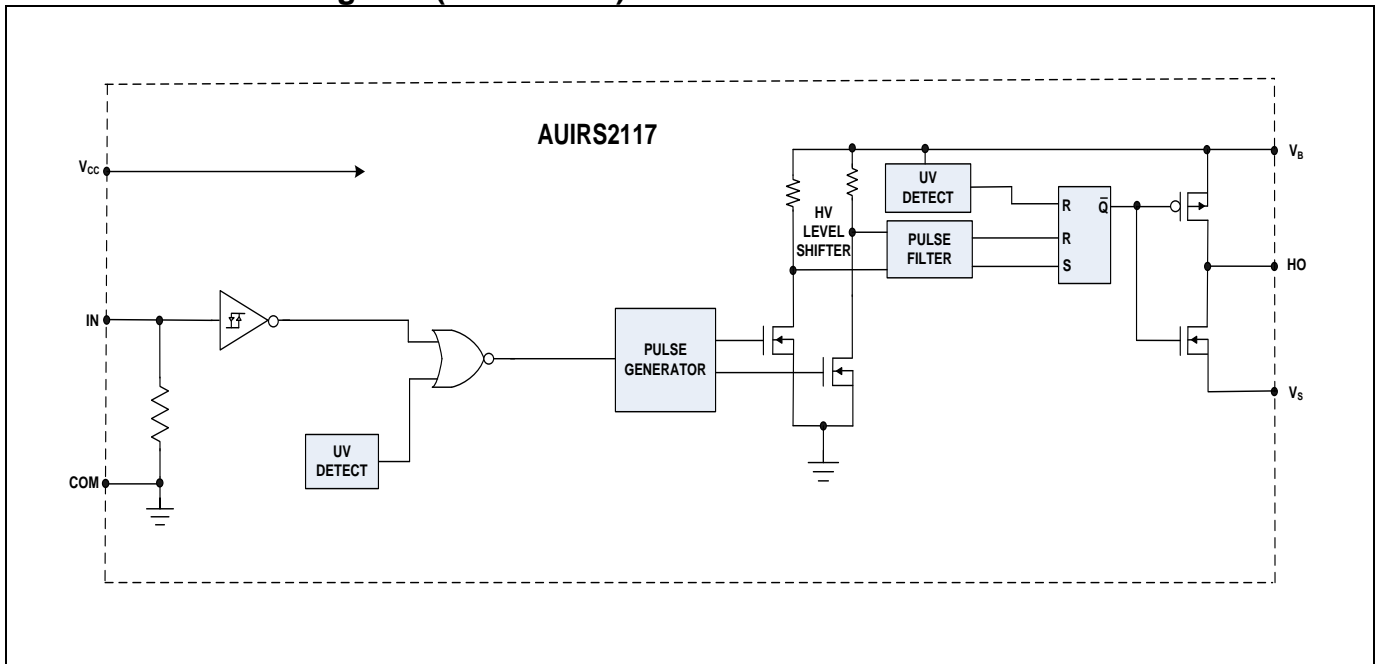 AUIRS2117
VCC
VB
UV
DETECT
R
Q̅
HV
LEVEL
SHIFTER
PULSE
FILTER
R
S
HO
IN
PULSE
GENERATOR
VS
UV
DETECT
COM